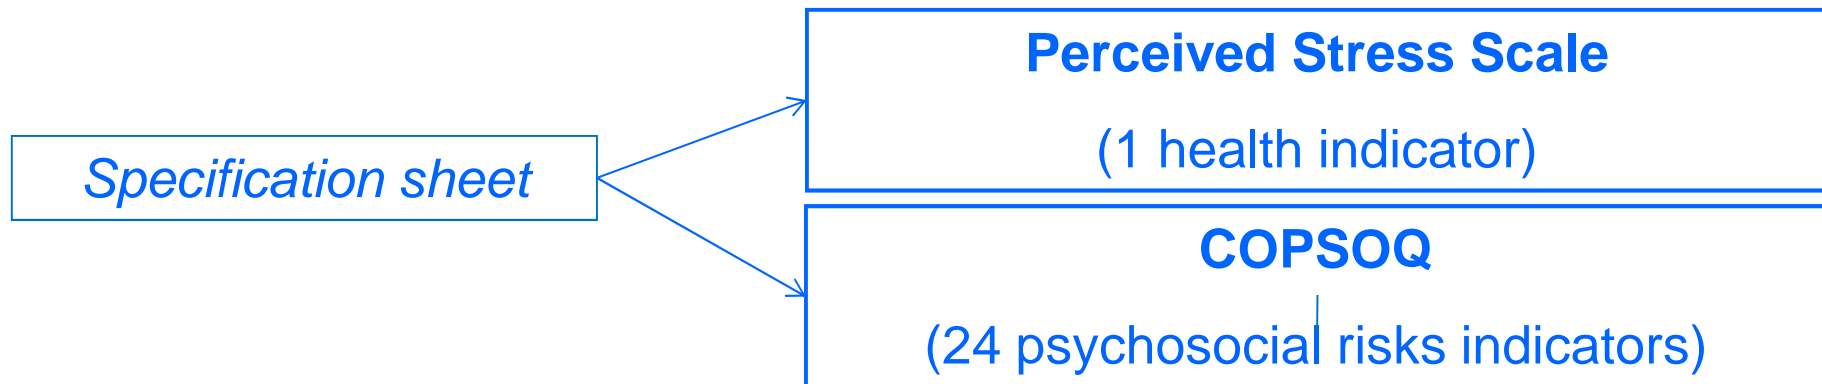 Perceived Stress Scale
(1 health indicator)
Specification sheet
COPSOQ
(24 psychosocial risks indicators)